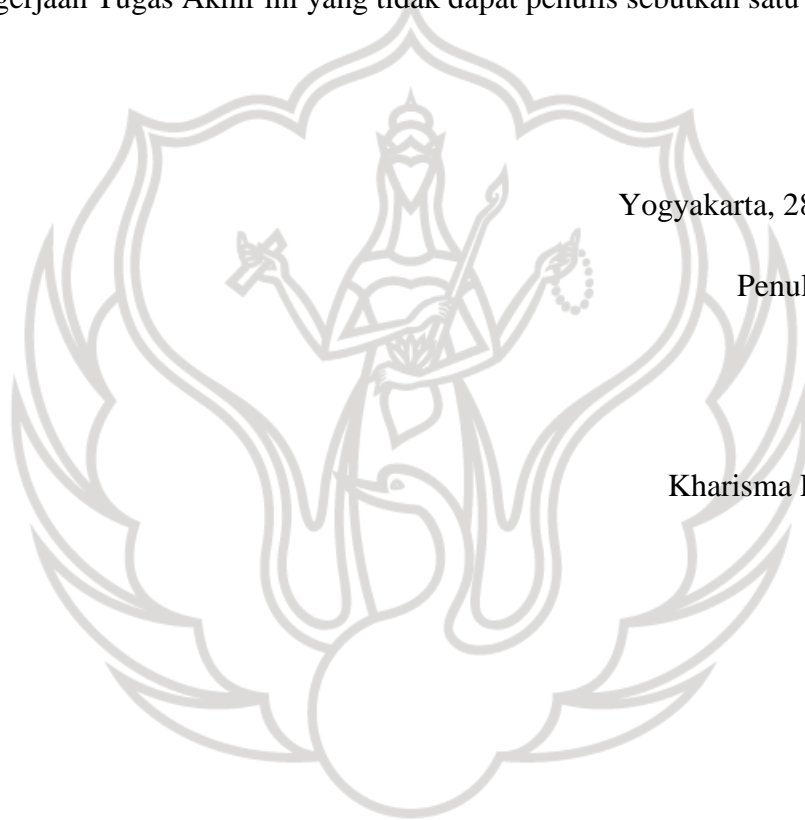 gerjaan Tugas Akhir ini yang tidak dapat penulis sebutkan satu
Yogyakarta, 28
Penul
Kharisma